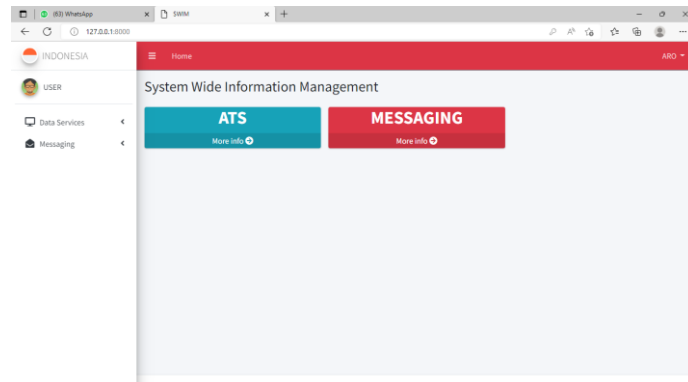 (63) WhatsApp
SWIM
127.0.0.1:8000
INDONESIA
Home
ARO
USER
System Wide Information Management
Data Services
Messaging
ATS
More info
MESSAGING
More info